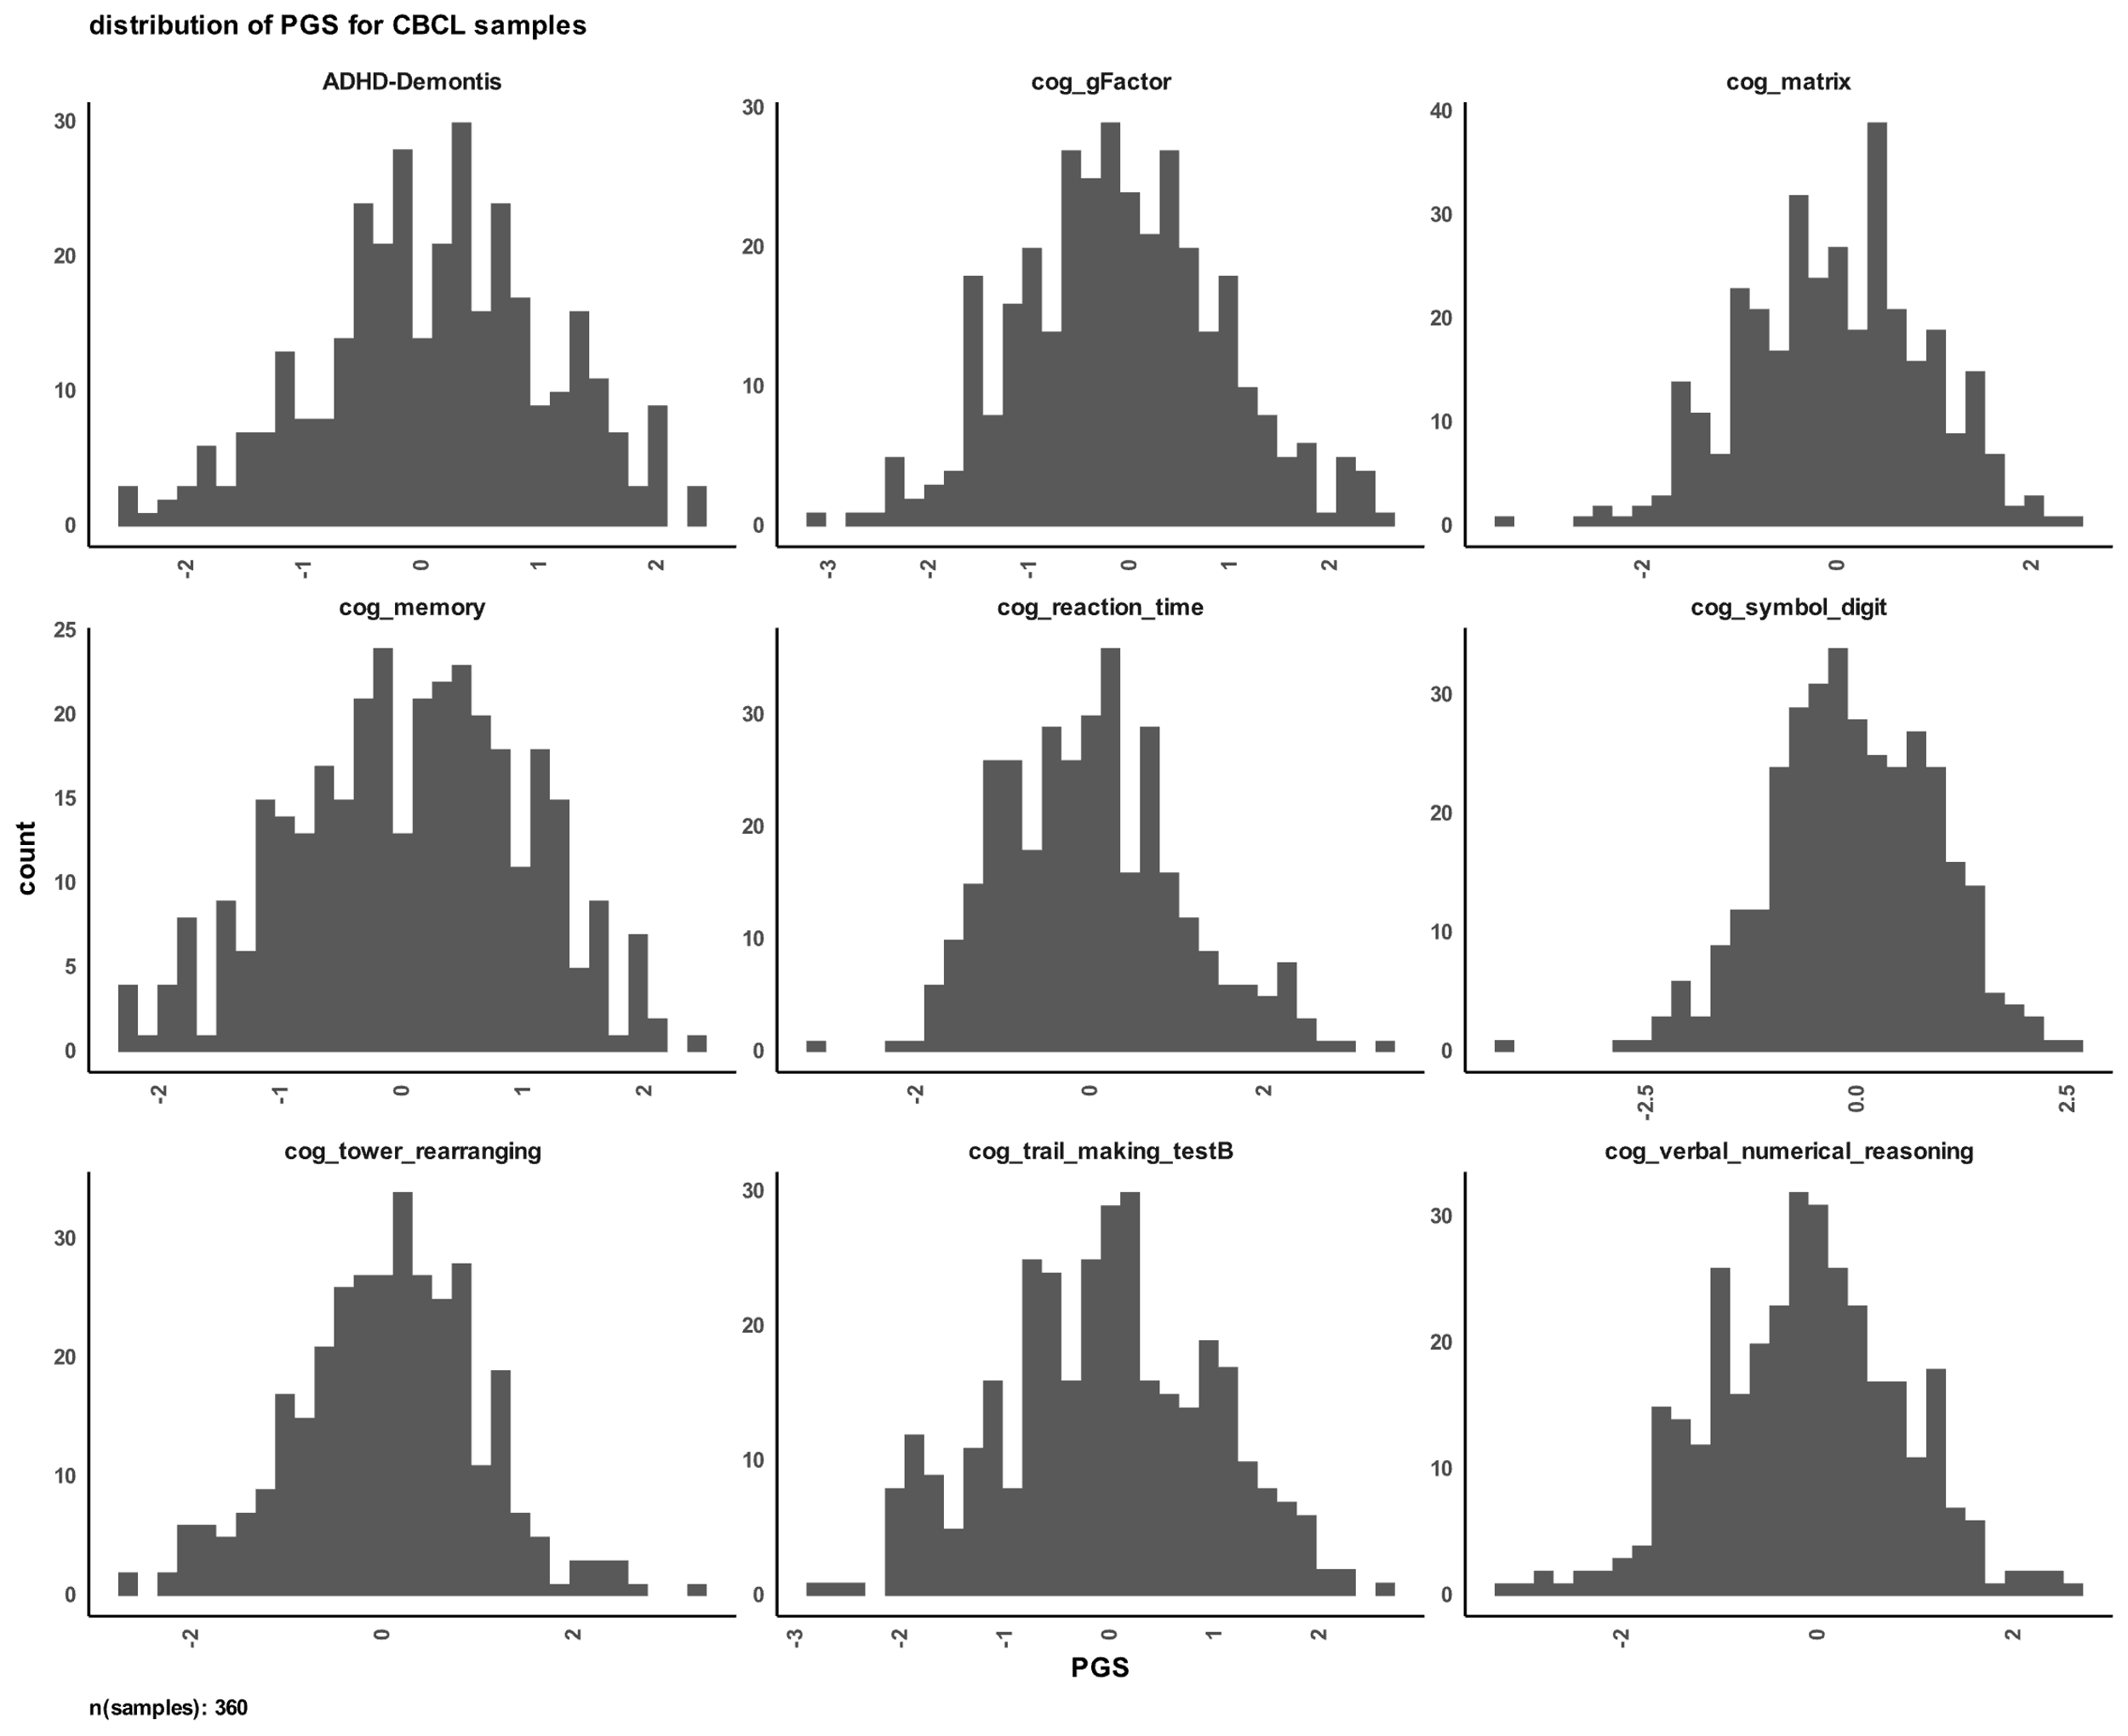 distribution of PGS for CBCL samples
ADHD-Demontis
cog_gFactor
cog_matrix
30
20
10
0
30
20
10
0
40
30
20
10
0
-2 -1 0 1 2
-3 -2 -1 0 1 2
-2 0 2
cog_memory
cog_reaction_time
cog_symbol_digit
25
20
15
10
5
0
30
20
10
0
30
20
10
0
-2 -1 0 1 2
-2 0 2
-2.5 0.0 2.5
count
cog_tower_rearranging
cog_trail_making_testB
cog_verbal_numerical_reasoning
30
20
10
0
30
20
10
0
30
20
10
0
-2 0 2
-3 -2 -1 0 1 2
-2 0 2
PGS
n(samples): 360